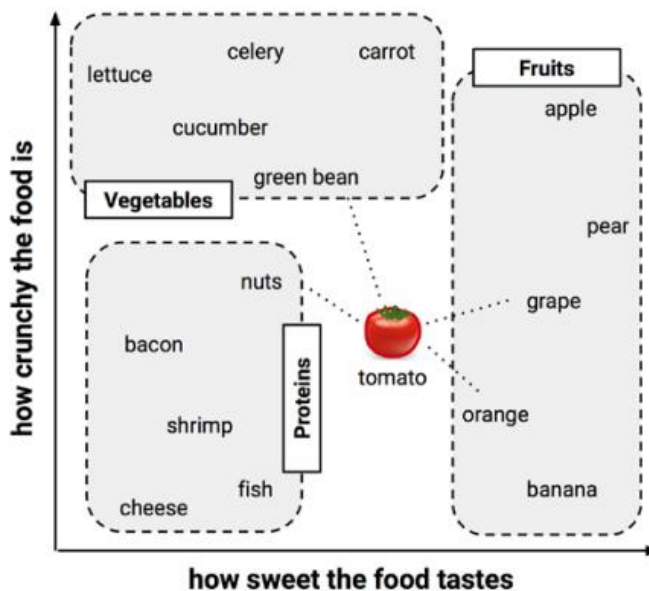 celery carrot
lettuce
Fruits
apple
cucumber
green bean
Vegetables
pear
nuts
grape
bacon
tomato
Proteins
orange
shrimp
fish
banana
cheese
how crunchy the food is
how sweet the food tastes